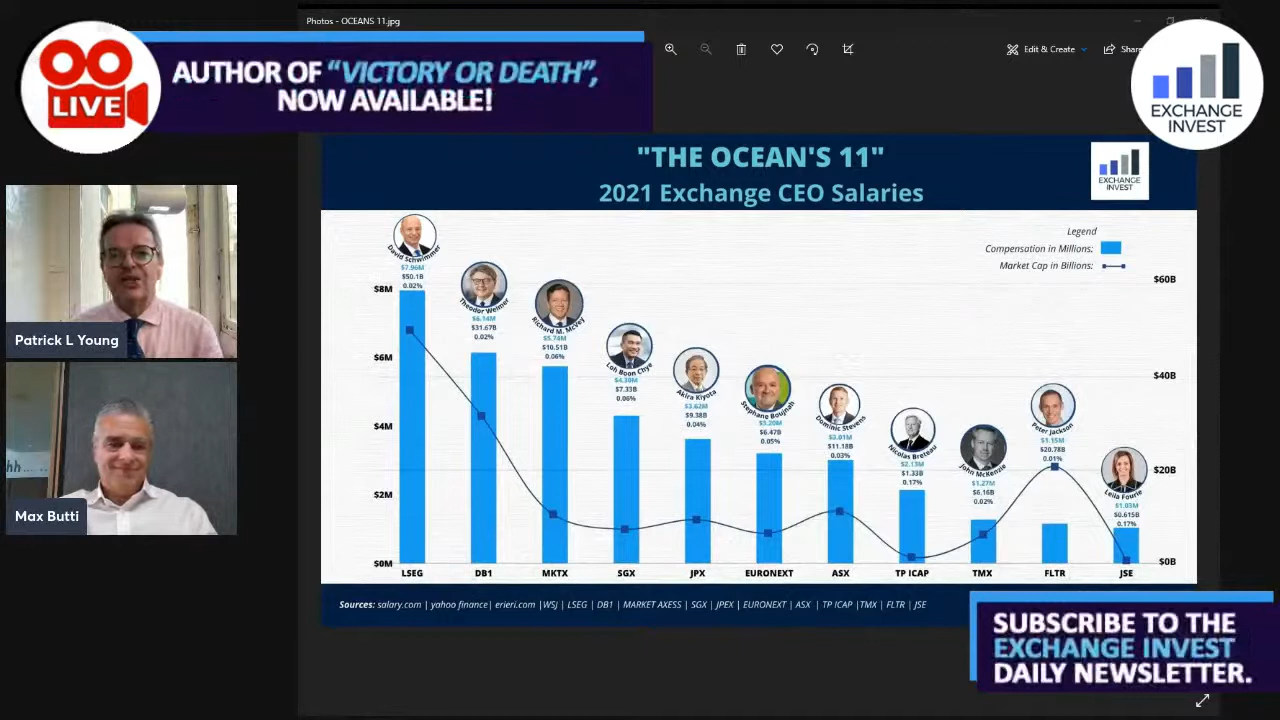 Photos - OCEANS 11.jpg
Edit & Create
Share
LIVE
AUTHOR OF “VICTORY OR DEATH”,
NOW AVAILABLE!
EXCHANGE
INVEST
"THE OCEAN'S 11"
2021 Exchange CEO Salaries
EXCHANGE
INVEST
Legend
Compensation in Millions:
Market Cap in Billions:
David Schwimmer
$7.96M
$50.1B
0.02%
Theodor Weimer
$6.14M
$31.67B
0.02%
Richard M. McVey
$5.74M
$10.51B
0.06%
Loh Boon Chye
$4.30M
$7.33B
0.06%
Akira Kiyota
$3.62M
$9.38B
0.04%
Stephane Boujnah
$3.20M
$6.47B
0.05%
Dominic Stevens
$3.01M
$11.18B
0.03%
Nicolas Breteau
$2.13M
$1.33B
0.17%
John McKenzie
$1.27M
$6.16B
0.02%
Peter Jackson
$1.15M
$20.78B
0.01%
Leila Fourie
$1.03M
$0.615B
0.17%
$8M
$6M
$4M
$2M
$0M
$60B
$40B
$20B
$0B
LSEG
DB1
MKTX
SGX
JPX
EURONEXT
ASX
TP ICAP
TMX
FLTR
JSE
Sources: salary.com | yahoo finance| erieri.com |WSJ | LSEG | DB1 | MARKET AXESS | SGX | JPEX | EURONEXT | ASX | TP ICAP |TMX | FLTR | JSE
Patrick L Young
Max Butti
SUBSCRIBE TO THE
EXCHANGE INVEST
DAILY NEWSLETTER.